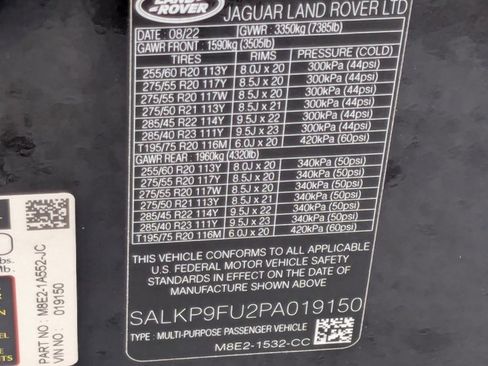 LAND
ROVER
JAGUAR LAND ROVER LTD
DATE : 08/22 GVWR : 3350kg (7385lb)
GAWR FRONT : 1590kg (3505lb)
TIRES RIMS PRESSURE (COLD)
255/60 R20 113Y 8.0J x 20 300kPa (44psi)
275/55 R20 117Y 8.5J x 20 300kPa (44psi)
275/55 R20 117W 8.5J x 20 300kPa (44psi)
275/50 R21 113Y 8.5J x 21 300kPa (44psi)
285/45 R22 114Y 9.5J x 22 300kPa (44psi)
285/40 R23 111Y 9.5J x 23 300kPa (44psi)
T195/75 R20 116M 6.0J x 20 420kPa (60psi)
GAWR REAR : 1960kg (4320lb)
255/60 R20 113Y 8.0J x 20 340kPa (50psi)
275/55 R20 117Y 8.5J x 20 340kPa (50psi)
275/55 R20 117W 8.5J x 20 340kPa (50psi)
275/50 R21 113Y 8.5J x 21 340kPa (50psi)
285/45 R22 114Y 9.5J x 22 340kPa (50psi)
285/40 R23 111Y 9.5J x 23 340kPa (50psi)
T195/75 R20 116M 6.0J x 20 420kPa (60psi)
THIS VEHICLE CONFORMS TO ALL APPLICABLE
U.S. FEDERAL MOTOR VEHICLE SAFETY
STANDARDS IN EFFECT ON THE DATE OF
MANUFACTURE SHOWN ABOVE.
SALKP9FU2PA019150
TYPE : MULTI-PURPOSE PASSENGER VEHICLE
M8E2-1532-CC
PART NO : M8E2-1A552-JC
VIN NO : 019150